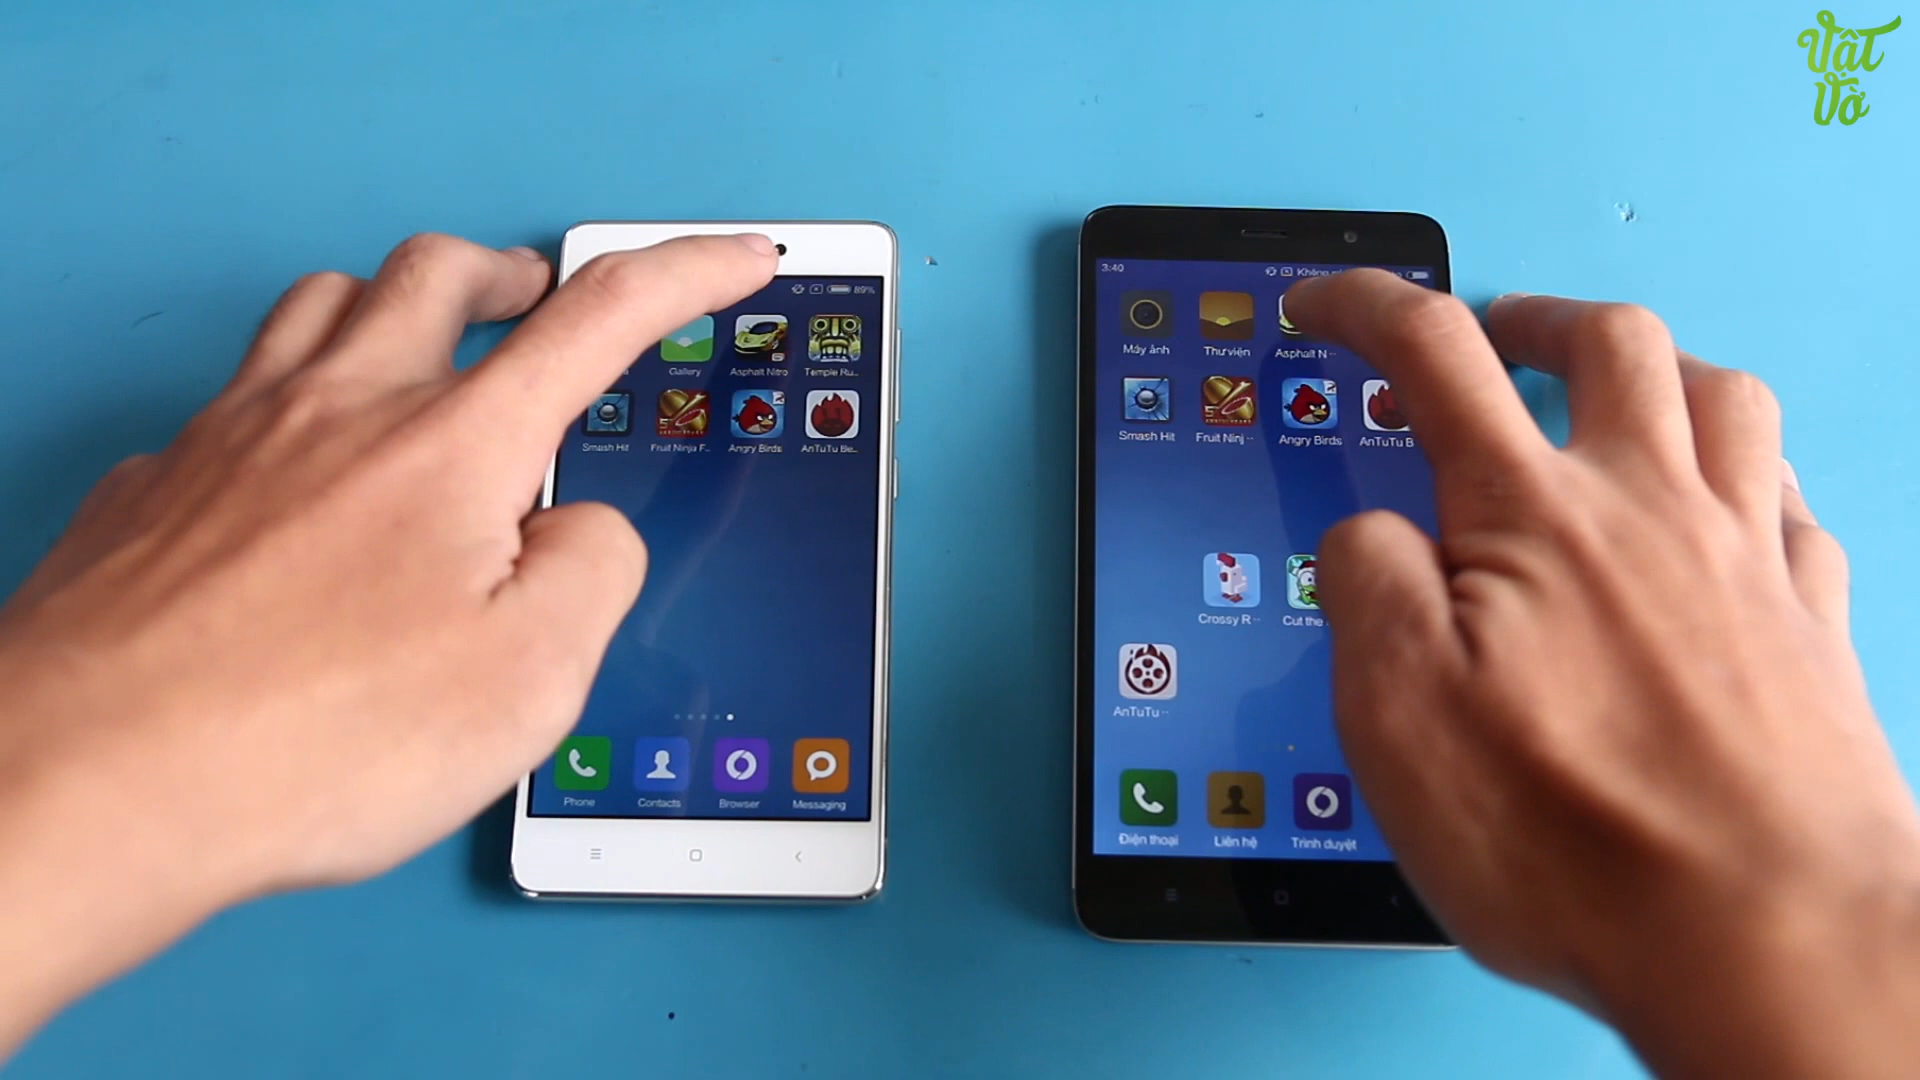 Vật
Vờ
89%
Gallery
Asphalt Nitro
Temple Ru...
Smash Hit
Fruit Ninja F...
Angry Birds
AnTuTu Be...
Phone
Contacts
Browser
Messaging
3:40
Không
Máy ảnh
Thư viện
Asphalt N...
Smash Hit
Fruit Ninj...
Angry Birds
AnTuTu B
Crossy R...
Cut the
AnTuTu...
Điện thoại
Liên hệ
Trình duyệt